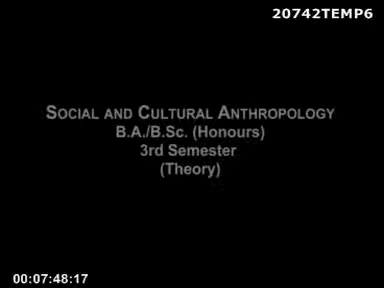 20742TEMP6
Social and Cultural Anthropology
B.A./B.Sc. (Honours)
3rd Semester
(Theory)
00:07:48:17